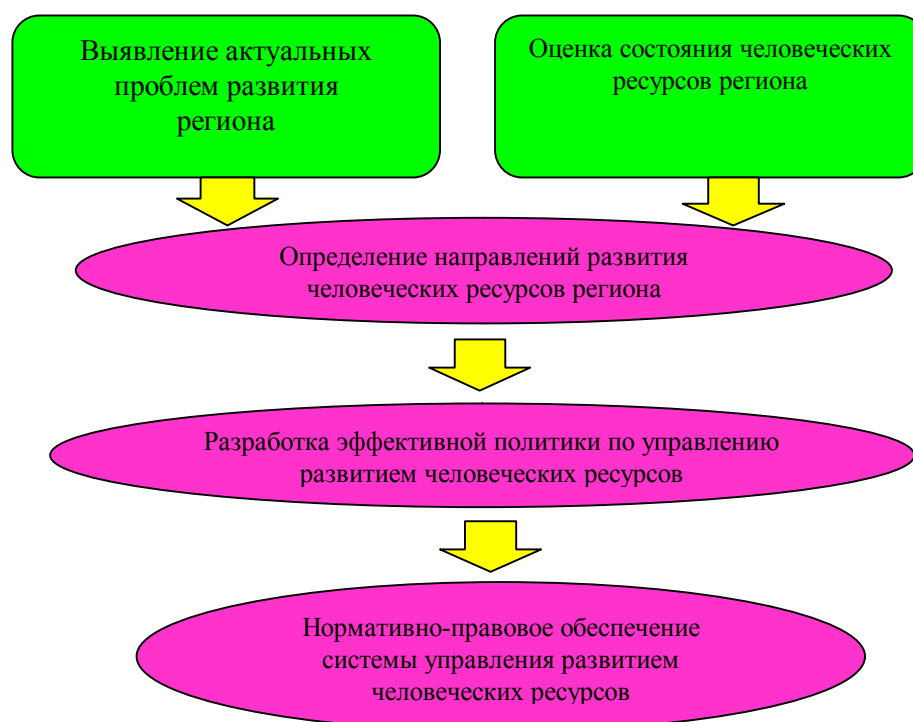 Выявление актуальных
проблем развития
региона
Оценка состояния человеческих
ресурсов региона
Определение направлений развития
человеческих ресурсов региона
Разработка эффективной политики по управлению
развитием человеческих ресурсов
Нормативно-правовое обеспечение
системы управления развитием
человеческих ресурсов